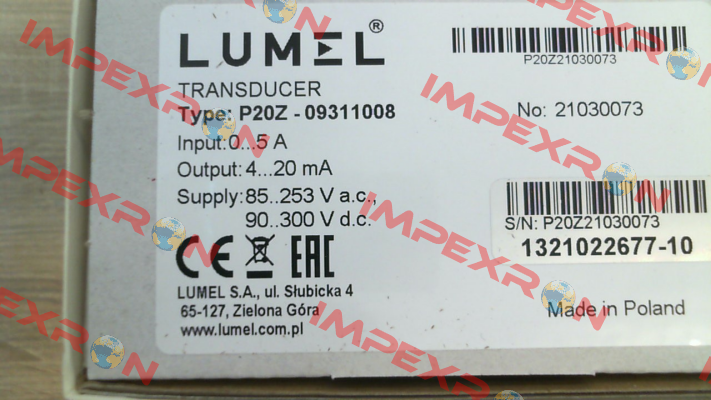 LUMEL®
P20Z21030073
TRANSDUCER
Type: P20Z - 09311008
No: 21030073
Input: 0...5 A
Output: 4...20 mA
Supply: 85..253 V a.c.,
90..300 V d.c.
S/N: P20Z21030073
1321022677-10
CE EAC
LUMEL S.A., ul. Słubicka 4
65-127, Zielona Góra
www.lumel.com.pl
Made in Poland
IMPEXRON
IMPEXRON
IMPEXRON
IMPEXRON
IMPEXRON